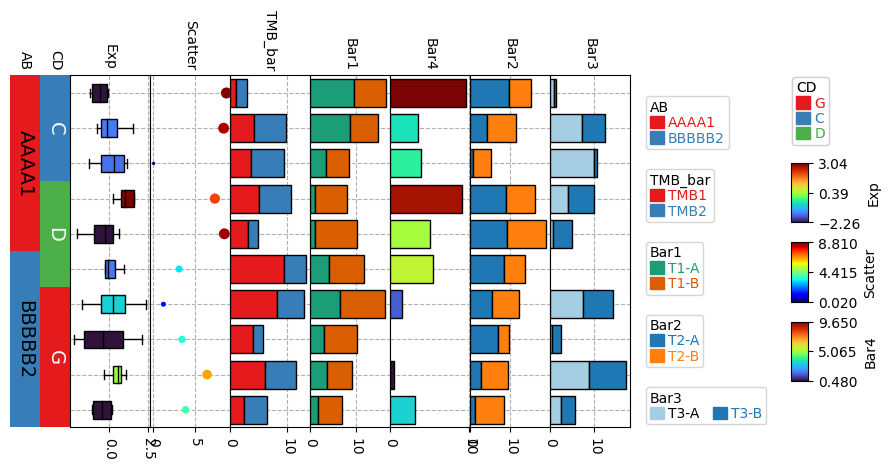 AB
CD
Exp
Scatter
TMB_bar
Bar1
Bar4
Bar2
Bar3
AAAA1
BBBBB2
C
D
G
0.0
2.5
0
5
0
10
0
10
0
0
10
0
10
AB
AAAA1
BBBBB2
TMB_bar
TMB1
TMB2
Bar1
T1-A
T1-B
Bar2
T2-A
T2-B
Bar3
T3-A
T3-B
CD
G
C
D
3.04
0.39
−2.26
Exp
8.810
4.415
0.020
Scatter
9.650
5.065
0.480
Bar4